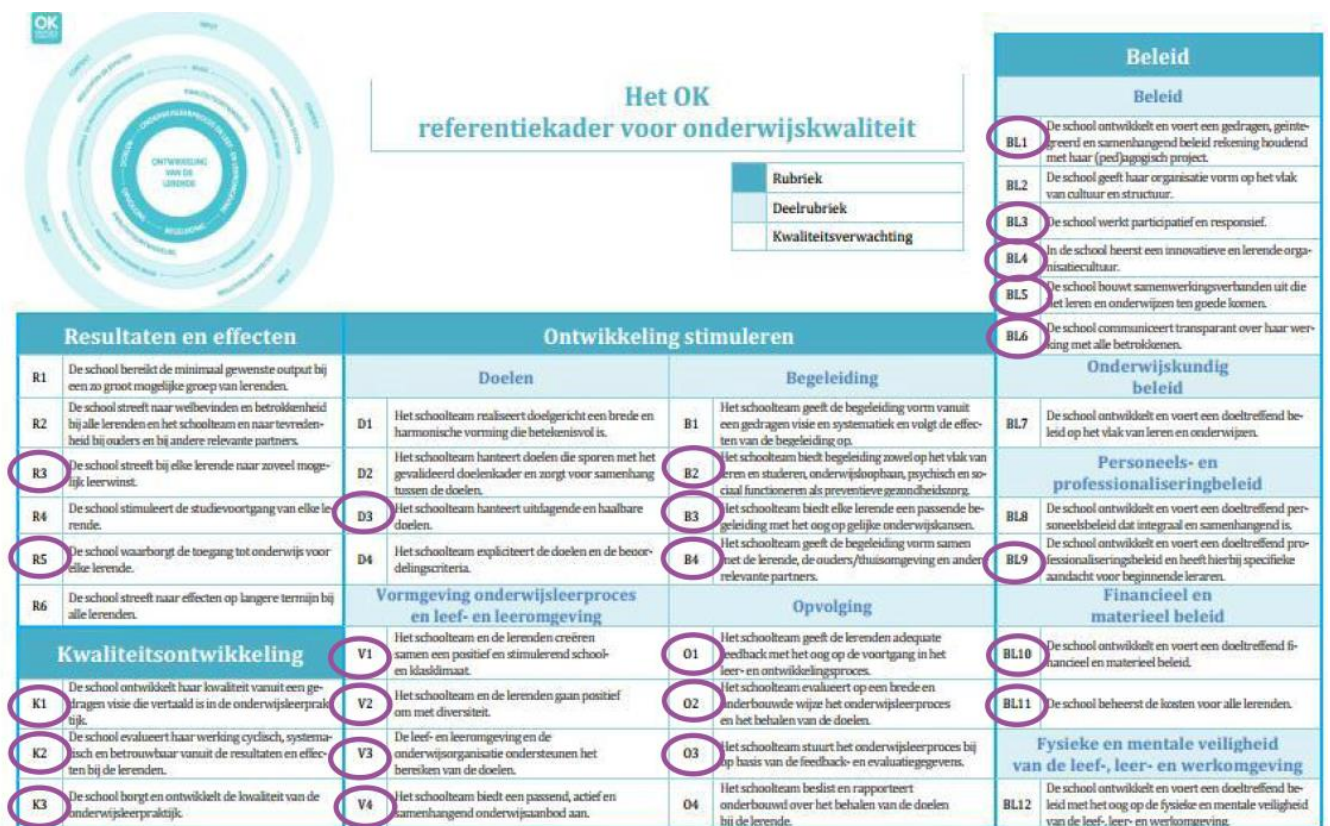 OK
INPUT
CONTEXT
ONTWIKKELING
VAN DE
LERENDE
DOELEN
BEGELEIDING
OPVOLGING
Het OK
referentiekader voor onderwijskwaliteit
Rubriek
Deelrubriek
Kwaliteitsverwachting
Resultaten en effecten
R1 De school bereikt de minimaal gewenste output bij
een zo groot mogelijke groep van lerenden.
R2 De school streeft naar welbevinden en betrokkenheid
bij alle lerenden en het schoolteam en naar tevreden-
heid bij ouders en bij andere relevante partners.
R3 De school streeft bij elke lerende naar zoveel moge-
lijk leerwinst.
R4 De school stimuleert de studievoortgang van elke le-
rende.
R5 De school waarborgt de toegang tot onderwijs voor
elke lerende.
R6 De school streeft naar effecten op langere termijn bij
alle lerenden.
Kwaliteitsontwikkeling
K1 De school ontwikkelt haar kwaliteit vanuit een ge-
dragen visie die vertaald is in de onderwijsleerprak
tijk.
K2 De school evalueert haar werking cyclisch, systema-
tisch en betrouwbaar vanuit de resultaten en effec-
ten bij de lerenden.
K3 De school borgt en ontwikkelt de kwaliteit van de
onderwijsleerpraktijk.
Ontwikkeling stimuleren
Doelen
D1 Het schoolteam realiseert doelgericht een brede en
harmonische vorming die betekenisvol is.
D2 Het schoolteam hanteert doelen die sporen met het
gevalideerd doelenkader en zorgt voor samenhang
tussen de doelen.
D3 Het schoolteam hanteert uitdagende en haalbare
doelen.
D4 Het schoolteam expliciteert de doelen en de beoor-
delingscriteria.
Vormgeving onderwijsleerproces
en leef- en leeromgeving
V1 Het schoolteam en de lerenden creëren
samen een positief en stimulerend school-
en klasklimaat.
V2 Het schoolteam en de lerenden gaan positief
om met diversiteit.
V3 De leef- en leeromgeving en de
onderwijsorganisatie ondersteunen het
bereiken van de doelen.
V4 Het schoolteam biedt een passend, actief en
samenhangend onderwijsaanbod aan.
Begeleiding
B1 Het schoolteam geeft de begeleiding vorm vanuit
een gedragen visie en systematiek en volgt de effec-
ten van de begeleiding op.
B2 Het schoolteam biedt begeleiding zowel op het vlak van
leren en studeren, onderwijsloopbaan, psychisch en so-
ciaal functioneren als preventieve gezondheidszorg.
B3 Het schoolteam biedt elke lerende een passende be-
geleiding met het oog op gelijke onderwijskansen.
B4 Het schoolteam geeft de begeleiding vorm samen
met de lerende, de ouders/thuisomgeving en andere
relevante partners.
Opvolging
O1 Het schoolteam geeft de lerenden adequate
feedback met het oog op de voortgang in het
leer- en ontwikkelingsproces.
O2 Het schoolteam evalueert op een brede en
onderbouwde wijze het onderwijsleerproces
en het behalen van de doelen.
O3 Het schoolteam stuurt het onderwijsleerproces bij
op basis van de feedback- en evaluatiegegevens.
O4 Het schoolteam beslist en rapporteert
onderbouwd over het behalen van de doelen
bij de lerende.
Beleid
Beleid
BL1 De school ontwikkelt en voert een gedragen, geïnte-
greerd en samenhangend beleid rekening houdend
met haar (ped)agogisch project.
BL2 De school geeft haar organisatie vorm op het vlak
van cultuur en structuur.
BL3 De school werkt participatief en responsief.
BL4 In de school heerst een innovatieve en lerende orga-
nisatiecultuur.
BL5 De school bouwt samenwerkingsverbanden uit die
het leren en onderwijzen ten goede komen.
BL6 De school communiceert transparant over haar wer-
king met alle betrokkenen.
Onderwijskundig
beleid
BL7 De school ontwikkelt en voert een doeltreffend be-
leid op het vlak van leren en onderwijzen.
Personeels- en
professionaliseringbeleid
BL8 De school ontwikkelt en voert een doeltreffend per-
soneelsbeleid dat integraal en samenhangend is.
BL9 De school ontwikkelt en voert een doeltreffend pro-
fessionaliseringsbeleid en heeft hierbij specifieke
aandacht voor beginnende leraren.
Financieel en
materieel beleid
BL10 De school ontwikkelt en voert een doeltreffend fi-
nancieel en materieel beleid.
BL11 De school beheerst de kosten voor alle lerenden.
Fysieke en mentale veiligheid
van de leef-, leer- en werkomgeving
BL12 De school ontwikkelt en voert een doeltreffend be-
leid met het oog op de fysieke en mentale veiligheid
van de leef-, leer- en werkomgeving.